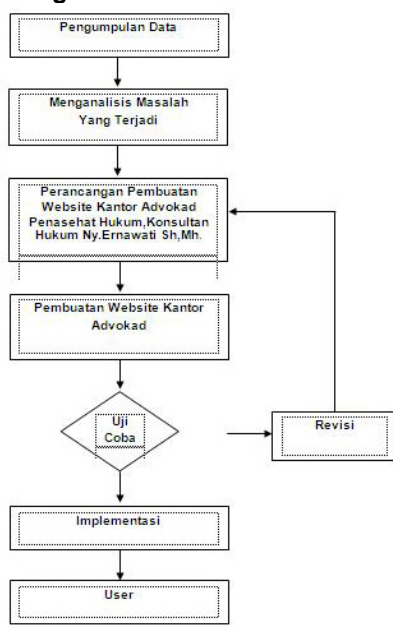 Pengumpulan Data
Menganalisis Masalah
Yang Terjadi
Perancangan Pembuatan
Website Kantor Advokad
Penasehat Hukum,Konsultan
Hukum Ny.Ernawati Sh,Mh.
Pembuatan Website Kantor
Advokad
Uji
Coba
Revisi
Implementasi
User